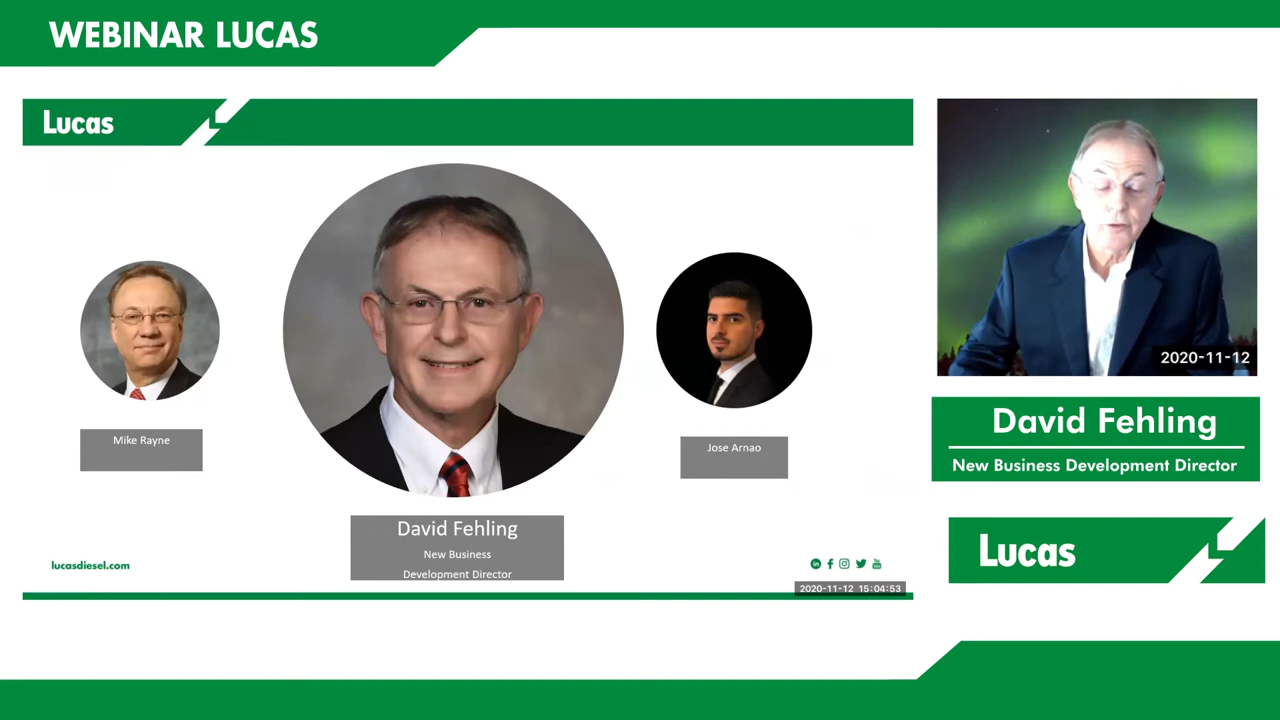 WEBINAR LUCAS
Lucas
Mike Rayne
David Fehling
New Business
Development Director
Jose Arnao
lucasdiesel.com
2020-11-12 15:04:53
2020-11-12
David Fehling
New Business Development Director
Lucas